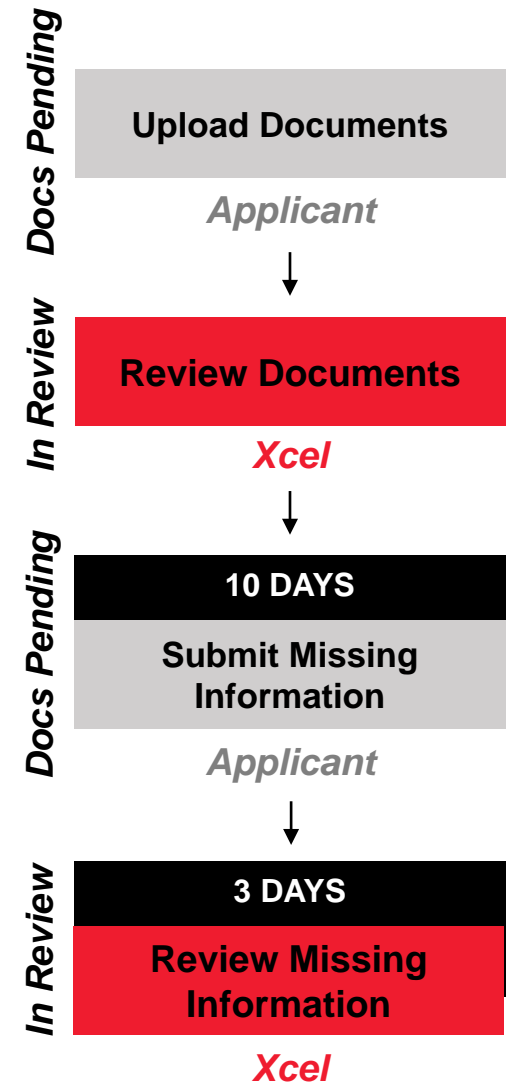 Docs Pending
Upload Documents
Applicant
In Review
Review Documents
Xcel
Docs Pending
10 DAYS
Submit Missing
Information
Applicant
In Review
3 DAYS
Review Missing
Information
Xcel